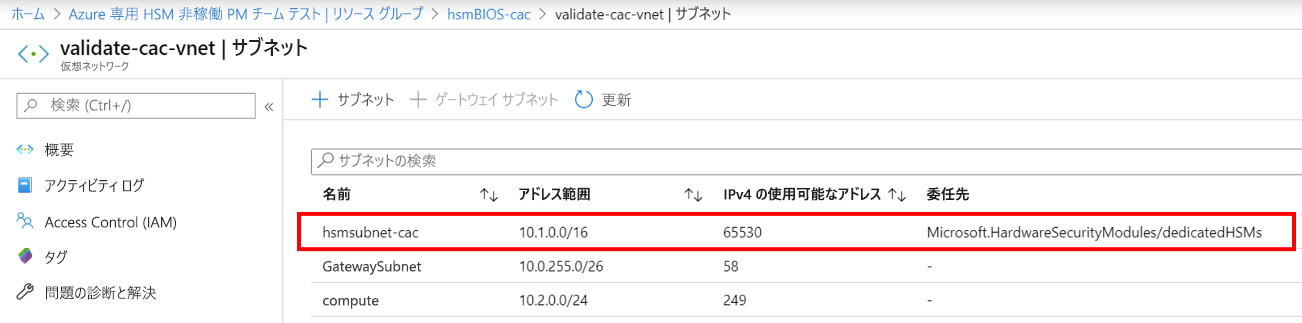 ホーム > Azure 専用 HSM 非稼働 PM チーム テスト | リソース グループ > hsmBIOS-cac > validate-cac-vnet | サブネット
validate-cac-vnet | サブネット
仮想ネットワーク
検索 (Ctrl+/)
«
+ サブネット + ゲートウェイ サブネット 更新
概要
アクティビティ ログ
Access Control (IAM)
タグ
問題の診断と解決
サブネットの検索
名前 ↑↓ アドレス範囲 ↑↓ IPv4 の使用可能なアドレス ↑↓ 委任先
hsmsubnet-cac 10.1.0.0/16 65530 Microsoft.HardwareSecurityModules/dedicatedHSMs
GatewaySubnet 10.0.255.0/26 58 -
compute 10.2.0.0/24 249 -